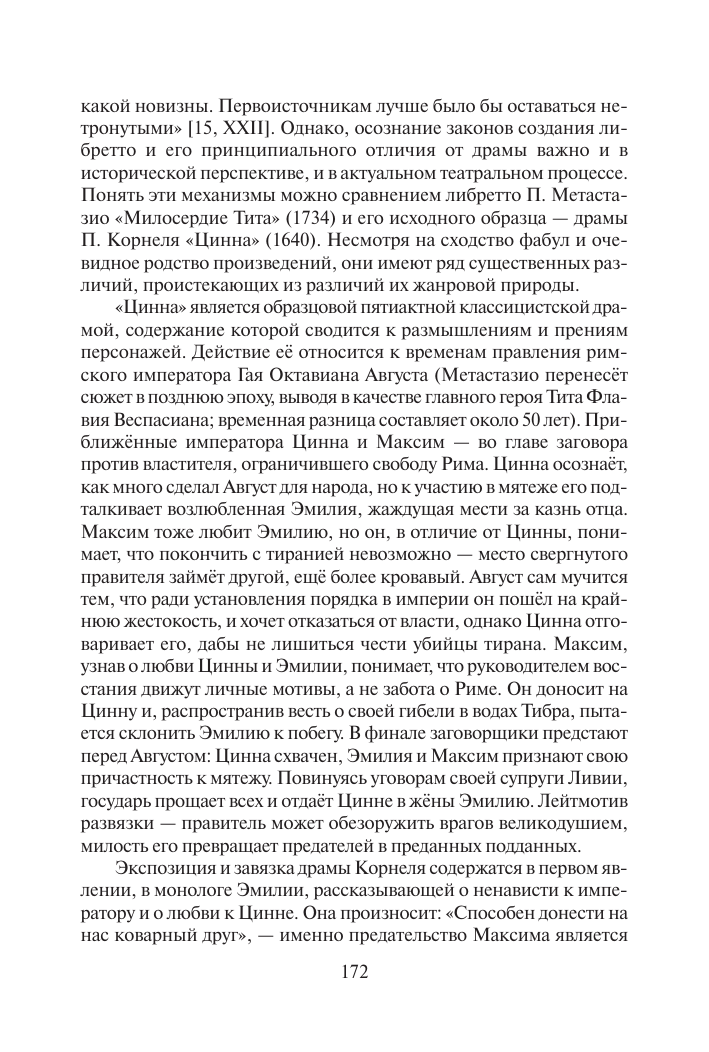 какой новизны. Первоисточникам лучше было бы оставаться не-
тронутыми» [15, XXII]. Однако, осознание законов создания ли-
бретто и его принципиального отличия от драмы важно и в
исторической перспективе, и в актуальном театральном процессе.
Понять эти механизмы можно сравнением либретто П. Метаста-
зио «Милосердие Тита» (1734) и его исходного образца — драмы
П. Корнеля «Цинна» (1640). Несмотря на сходство фабул и оче-
видное родство произведений, они имеют ряд существенных раз-
личий, проистекающих из различий их жанровой природы.
«Цинна» является образцовой пятиактной классицистской дра-
мой, содержание которой сводится к размышлениям и прениям
персонажей. Действие её относится к временам правления рим-
ского императора Гая Октавиана Августа (Метастазио перенесёт
сюжет в позднюю эпоху, выводя в качестве главного героя Тита Фла-
вия Веспасиана; временная разница составляет около 50 лет). При-
ближённые императора Цинна и Максим — во главе заговора
против властителя, ограничившего свободу Рима. Цинна осознаёт,
как много сделал Август для народа, но к участию в мятеже его под-
талкивает возлюбленная Эмилия, жаждущая мести за казнь отца.
Максим тоже любит Эмилию, но он, в отличие от Цинны, пони-
мает, что покончить с тиранией невозможно — место свергнутого
правителя займёт другой, ещё более кровавый. Август сам мучится
тем, что ради установления порядка в империи он пошёл на край-
нюю жестокость, и хочет отказаться от власти, однако Цинна отго-
варивает его, дабы не лишиться чести убийцы тирана. Максим,
узнав о любви Цинны и Эмилии, понимает, что руководителем вос-
стания движут личные мотивы, а не забота о Риме. Он доносит на
Цинну и, распространив весть о своей гибели в водах Тибра, пыта-
ется склонить Эмилию к побегу. В финале заговорщики предстают
перед Августом: Цинна схвачен, Эмилия и Максим признают свою
причастность к мятежу. Повинуясь уговорам своей супруги Ливии,
государь прощает всех и отдаёт Цинне в жёны Эмилию. Лейтмотив
развязки — правитель может обезоружить врагов великодушием,
милость его превращает предателей в преданных подданных.
Экспозиция и завязка драмы Корнеля содержатся в первом яв-
лении, в монологе Эмилии, рассказывающей о ненависти к импе-
ратору и о любви к Цинне. Она произносит: «Способен донести на
нас коварный друг», — именно предательство Максима является
172